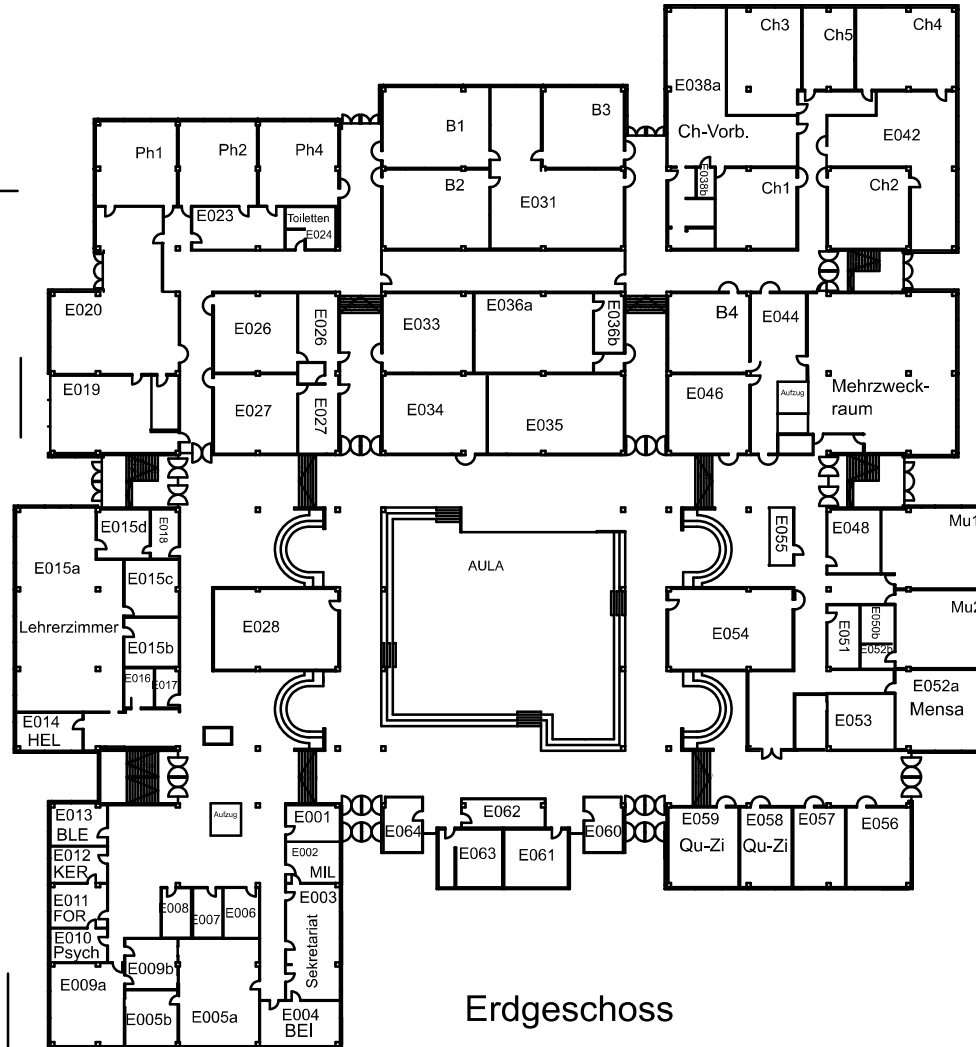 Ch3
Ch5
Ch4
E038a
Ch-Vorb.
E042
E038b
Ch1
Ch2
B1
B3
B2
E031
Ph1
Ph2
Ph4
E023
Toiletten
E024
E020
E026
E026
E033
E036a
E036b
B4
E044
E019
E027
E027
E034
E035
E046
Aufzug
Mehrzweck-
raum
E015d
E018
E015a
E015c
Lehrerzimmer
E015b
E016
E017
E014
HEL
E028
AULA
E055
E048
Mu1
E054
E051
E050b
E052b
Mu2
E052a
Mensa
E053
E013
BLE
E012
KER
E011
FOR
E010
Psych
Aufzug
E001
E002
MIL
E003
Sekretariat
E008
E007
E006
E009b
E009a
E005b
E005a
E004
BEI
E064
E062
E060
E063
E061
E059
Qu-Zi
E058
Qu-Zi
E057
E056
Erdgeschoss